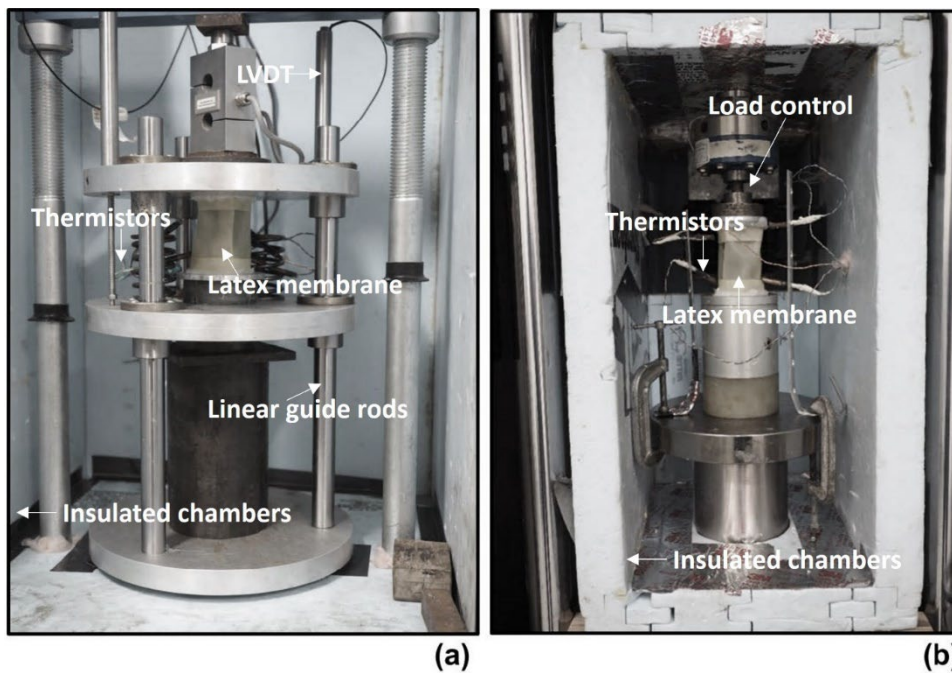 LVDT
Thermistors
Latex membrane
Linear guide rods
Insulated chambers
(a)
Load control
Thermistors
Latex membrane
Insulated chambers
(b)